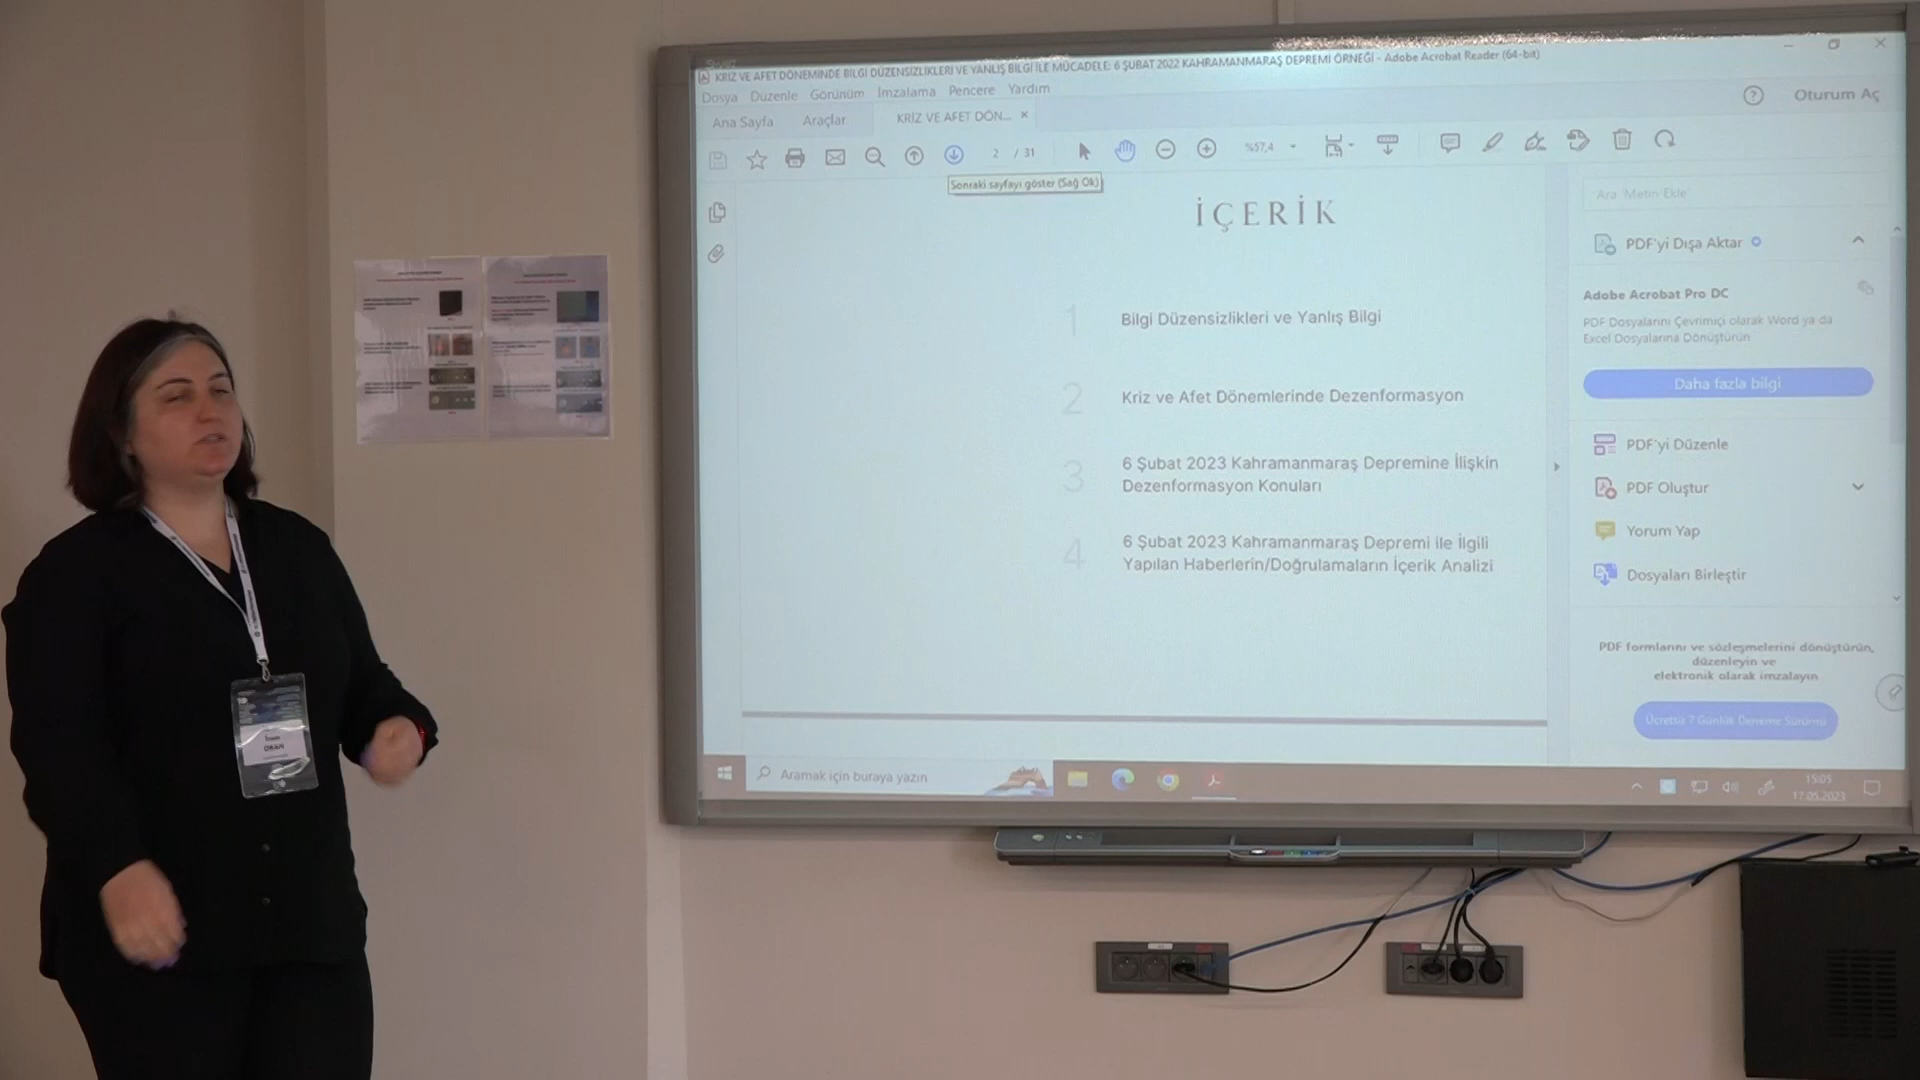 KRİZ VE AFET DÖNEMİNDE BİLGİ DÜZENSİZLİKLERİ VE YANLIŞ BİLGİ İLE MÜCADELE: 6 ŞUBAT 2022 KAHRAMANMARAŞ DEPREMİ ÖRNEĞİ - Adobe Acrobat Reader (64-bit)
Dosya Düzenle Görünüm İmzalama Pencere Yardım
Oturum Aç
Ana Sayfa Araçlar KRİZ VE AFET DÖN... ×
2 / 31 %57,4
Sonraki sayfayı göster (Sağ Ok)
İÇERİK
1 Bilgi Düzensizlikleri ve Yanlış Bilgi
2 Kriz ve Afet Dönemlerinde Dezenformasyon
3 6 Şubat 2023 Kahramanmaraş Depremine İlişkin
Dezenformasyon Konuları
4 6 Şubat 2023 Kahramanmaraş Depremi ile İlgili
Yapılan Haberlerin/Doğrulamaların İçerik Analizi
Ara 'Metin Ekle'
PDF'yi Dışa Aktar
Adobe Acrobat Pro DC
PDF Dosyalarını Çevrimiçi olarak Word ya da
Excel Dosyalarına Dönüştürün
Daha fazla bilgi
PDF'yi Düzenle
PDF Oluştur
Yorum Yap
Dosyaları Birleştir
PDF formlarını ve sözleşmelerini dönüştürün,
düzenleyin ve
elektronik olarak imzalayın
Ücretsiz 7 Günlük Deneme Sürümü
Aramak için buraya yazın
15:05
17.05.2023
ORAN